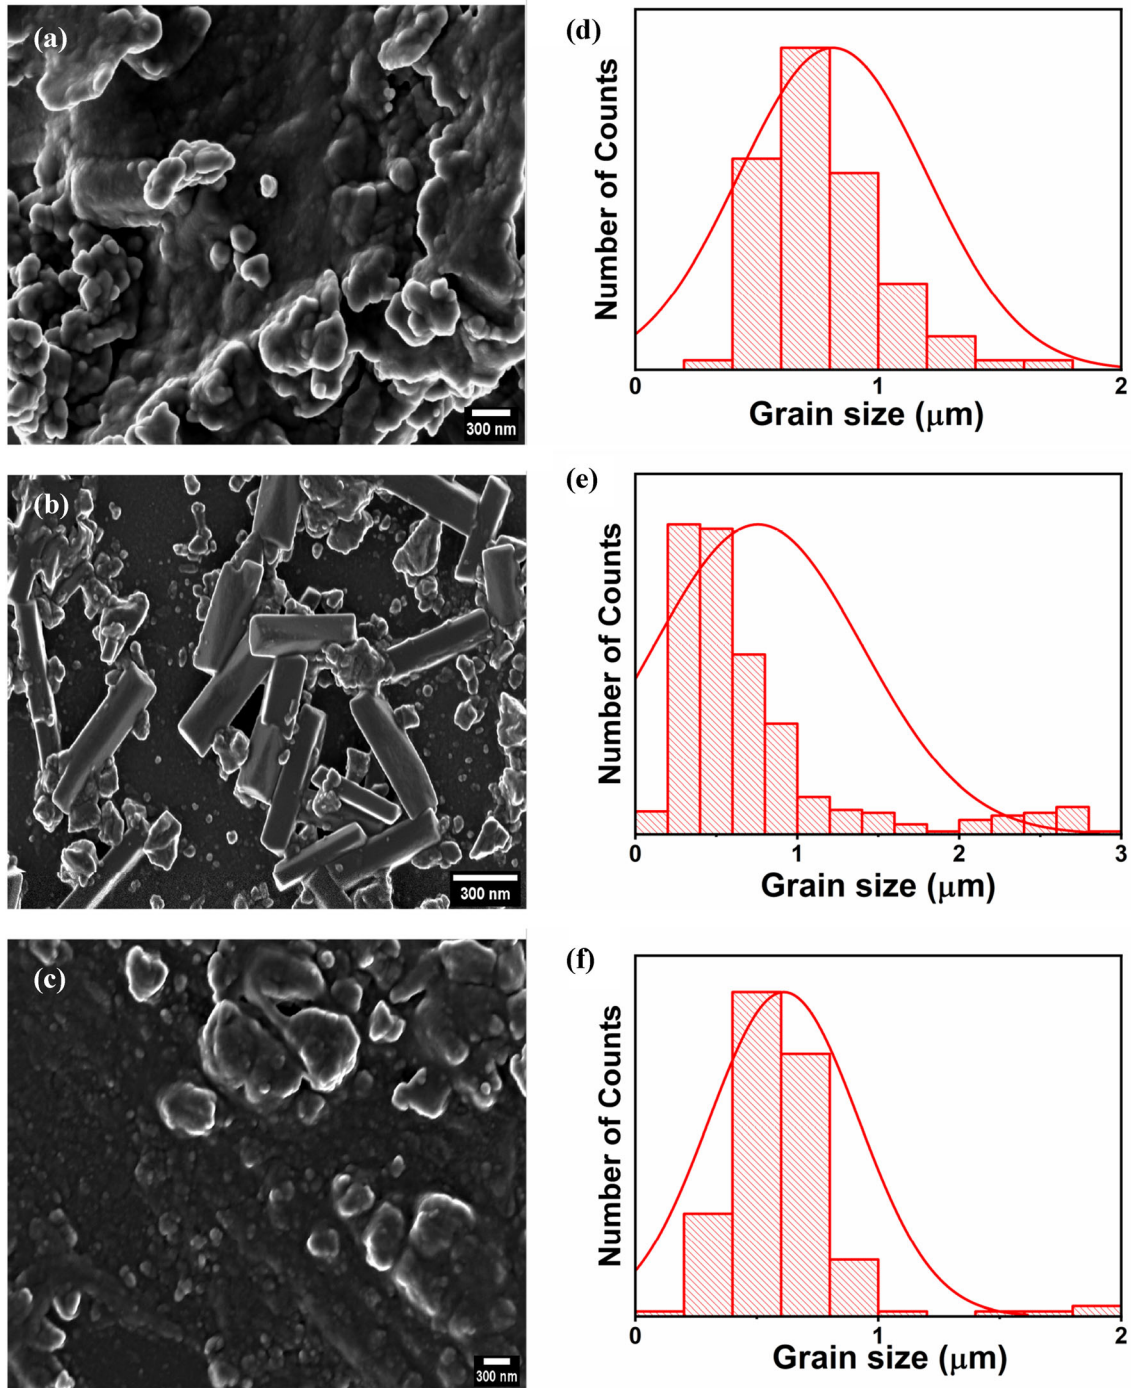 (a)
300 nm
(d)
Number of Counts
0 1 2
Grain size (μm)
(b)
300 nm
(e)
Number of Counts
0 1 2 3
Grain size (μm)
(c)
300 nm
(f)
Number of Counts
0 1 2
Grain size (μm)